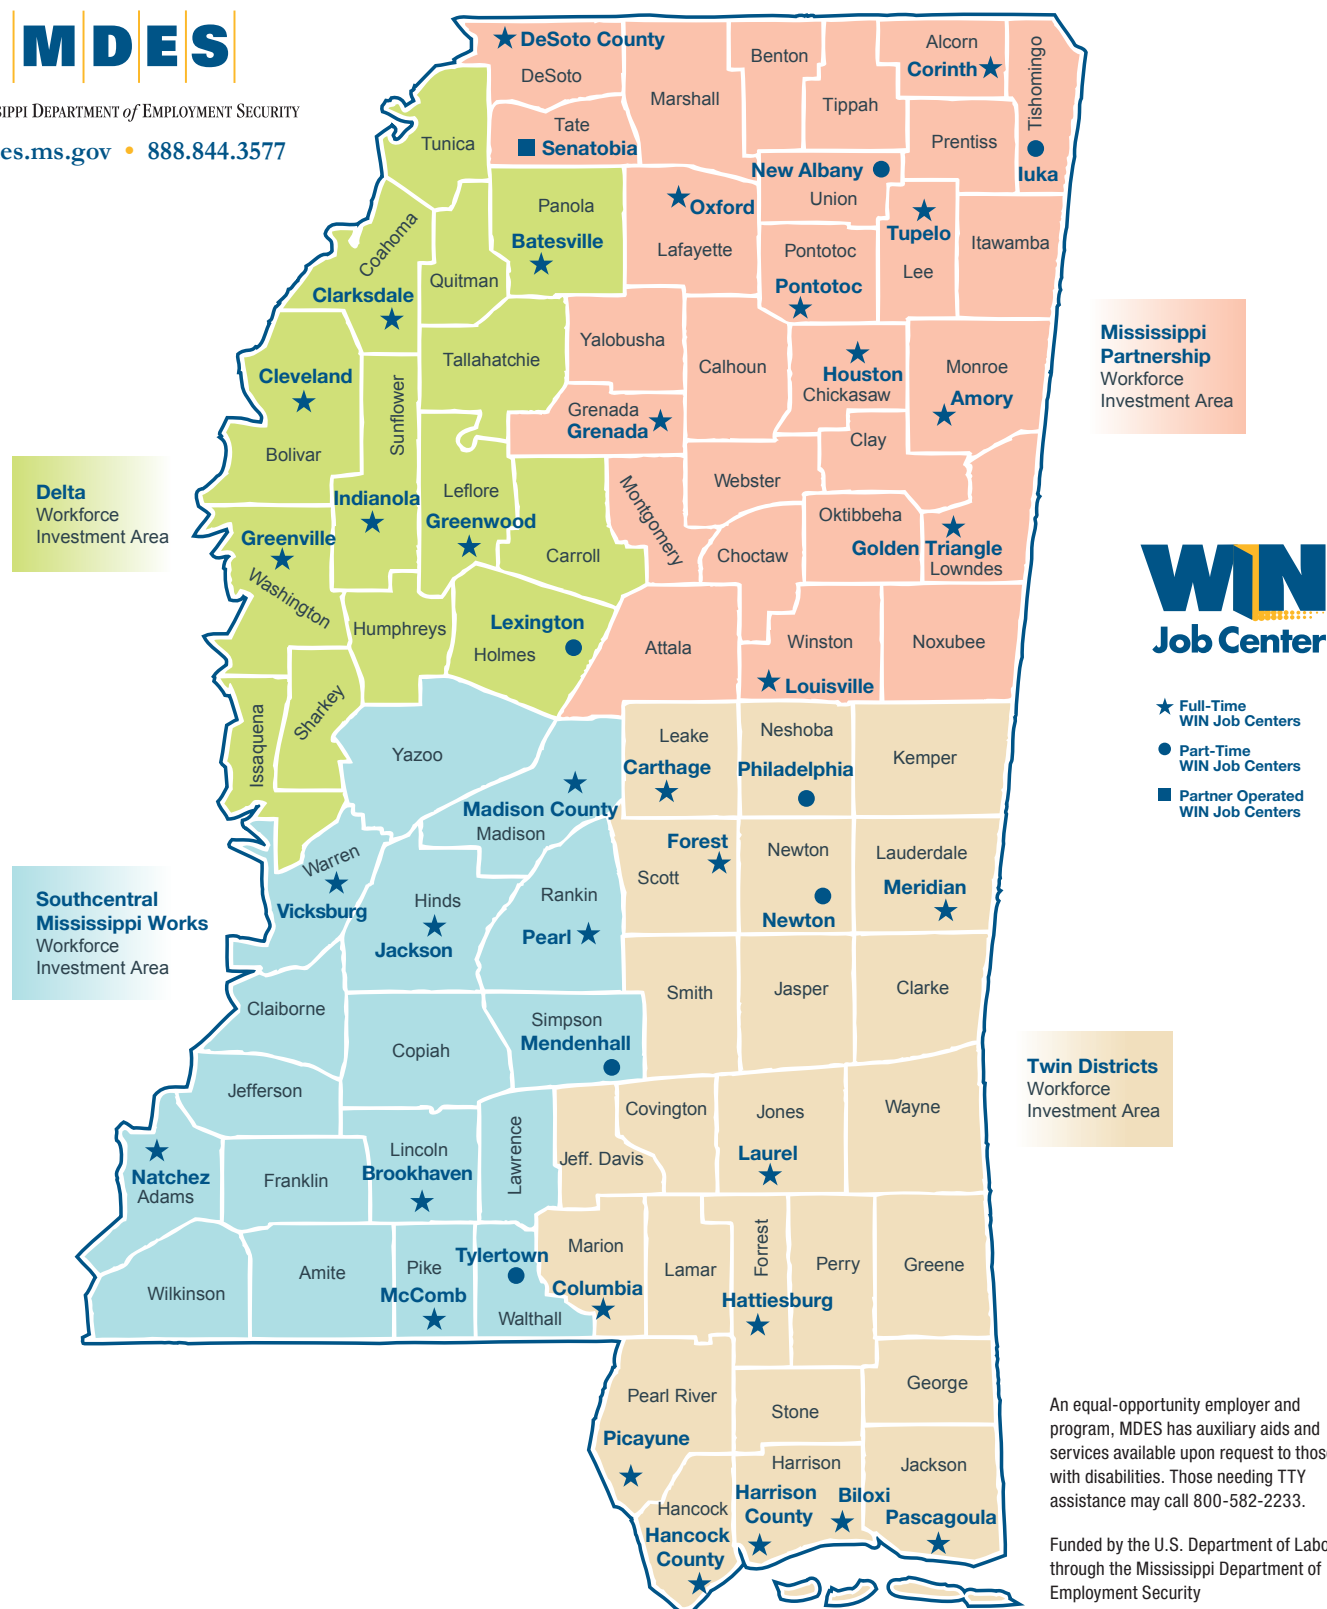 MDES
SIPPI DEPARTMENT of EMPLOYMENT SECURITY
es.ms.gov • 888.844.3577
DeSoto County
DeSoto
Tate
Senatobia
Marshall
Benton
Tippah
Alcorn
Corinth
Tishomingo
Iuka
Prentiss
New Albany
Union
Tunica
Panola
Batesville
Oxford
Lafayette
Pontotoc
Pontotoc
Tupelo
Lee
Itawamba
Coahoma
Clarksdale
Quitman
Tallahatchie
Yalobusha
Calhoun
Houston
Chickasaw
Monroe
Amory
Cleveland
Bolivar
Sunflower
Indianola
Grenada
Grenada
Clay
Webster
Leflore
Greenwood
Carroll
Montgomery
Choctaw
Oktibbeha
Golden Triangle
Lowndes
Greenville
Washington
Humphreys
Lexington
Holmes
Attala
Winston
Louisville
Noxubee
Issaquena
Sharkey
Yazoo
Madison County
Madison
Leake
Carthage
Neshoba
Philadelphia
Kemper
Warren
Vicksburg
Hinds
Jackson
Rankin
Pearl
Forest
Scott
Newton
Newton
Lauderdale
Meridian
Claiborne
Copiah
Simpson
Mendenhall
Smith
Jasper
Clarke
Jefferson
Natchez
Adams
Franklin
Lincoln
Brookhaven
Lawrence
Jeff. Davis
Covington
Jones
Laurel
Wayne
Wilkinson
Amite
Pike
McComb
Tylertown
Walthall
Marion
Columbia
Lamar
Forrest
Hattiesburg
Perry
Greene
Pearl River
Picayune
Stone
George
Hancock
Hancock
County
Harrison
Harrison
County
Biloxi
Jackson
Pascagoula
Mississippi
Partnership
Workforce
Investment Area
Delta
Workforce
Investment Area
Southcentral
Mississippi Works
Workforce
Investment Area
Twin Districts
Workforce
Investment Area
WIN
Job Center
Full-Time
WIN Job Centers
Part-Time
WIN Job Centers
Partner Operated
WIN Job Centers
An equal-opportunity employer and
program, MDES has auxiliary aids and
services available upon request to those
with disabilities. Those needing TTY
assistance may call 800-582-2233.
Funded by the U.S. Department of Labo
through the Mississippi Department of
Employment Security